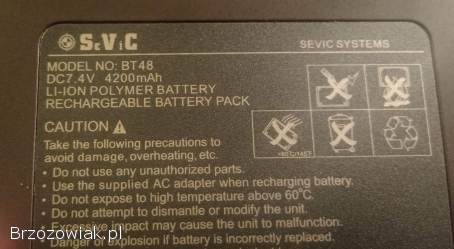 SeViC
SEVIC SYSTEMS
MODEL NO: BT48
DC7.4V 4200mAh
LI-ION POLYMER BATTERY
RECHARGEABLE BATTERY PACK
CAUTION
Take the following precautions to
avoid damage, overheating, etc.
• Do not use any unauthorized parts.
• Use the supplied AC adapter when recharging battery.
• Do not expose to high temperature above 60°C.
• Do not attempt to dismantle or modify the unit.
Excessive impact may cause the unit to malfunction.
Danger of explosion if battery is incorrectly replaced.
Brzozowiak.pl